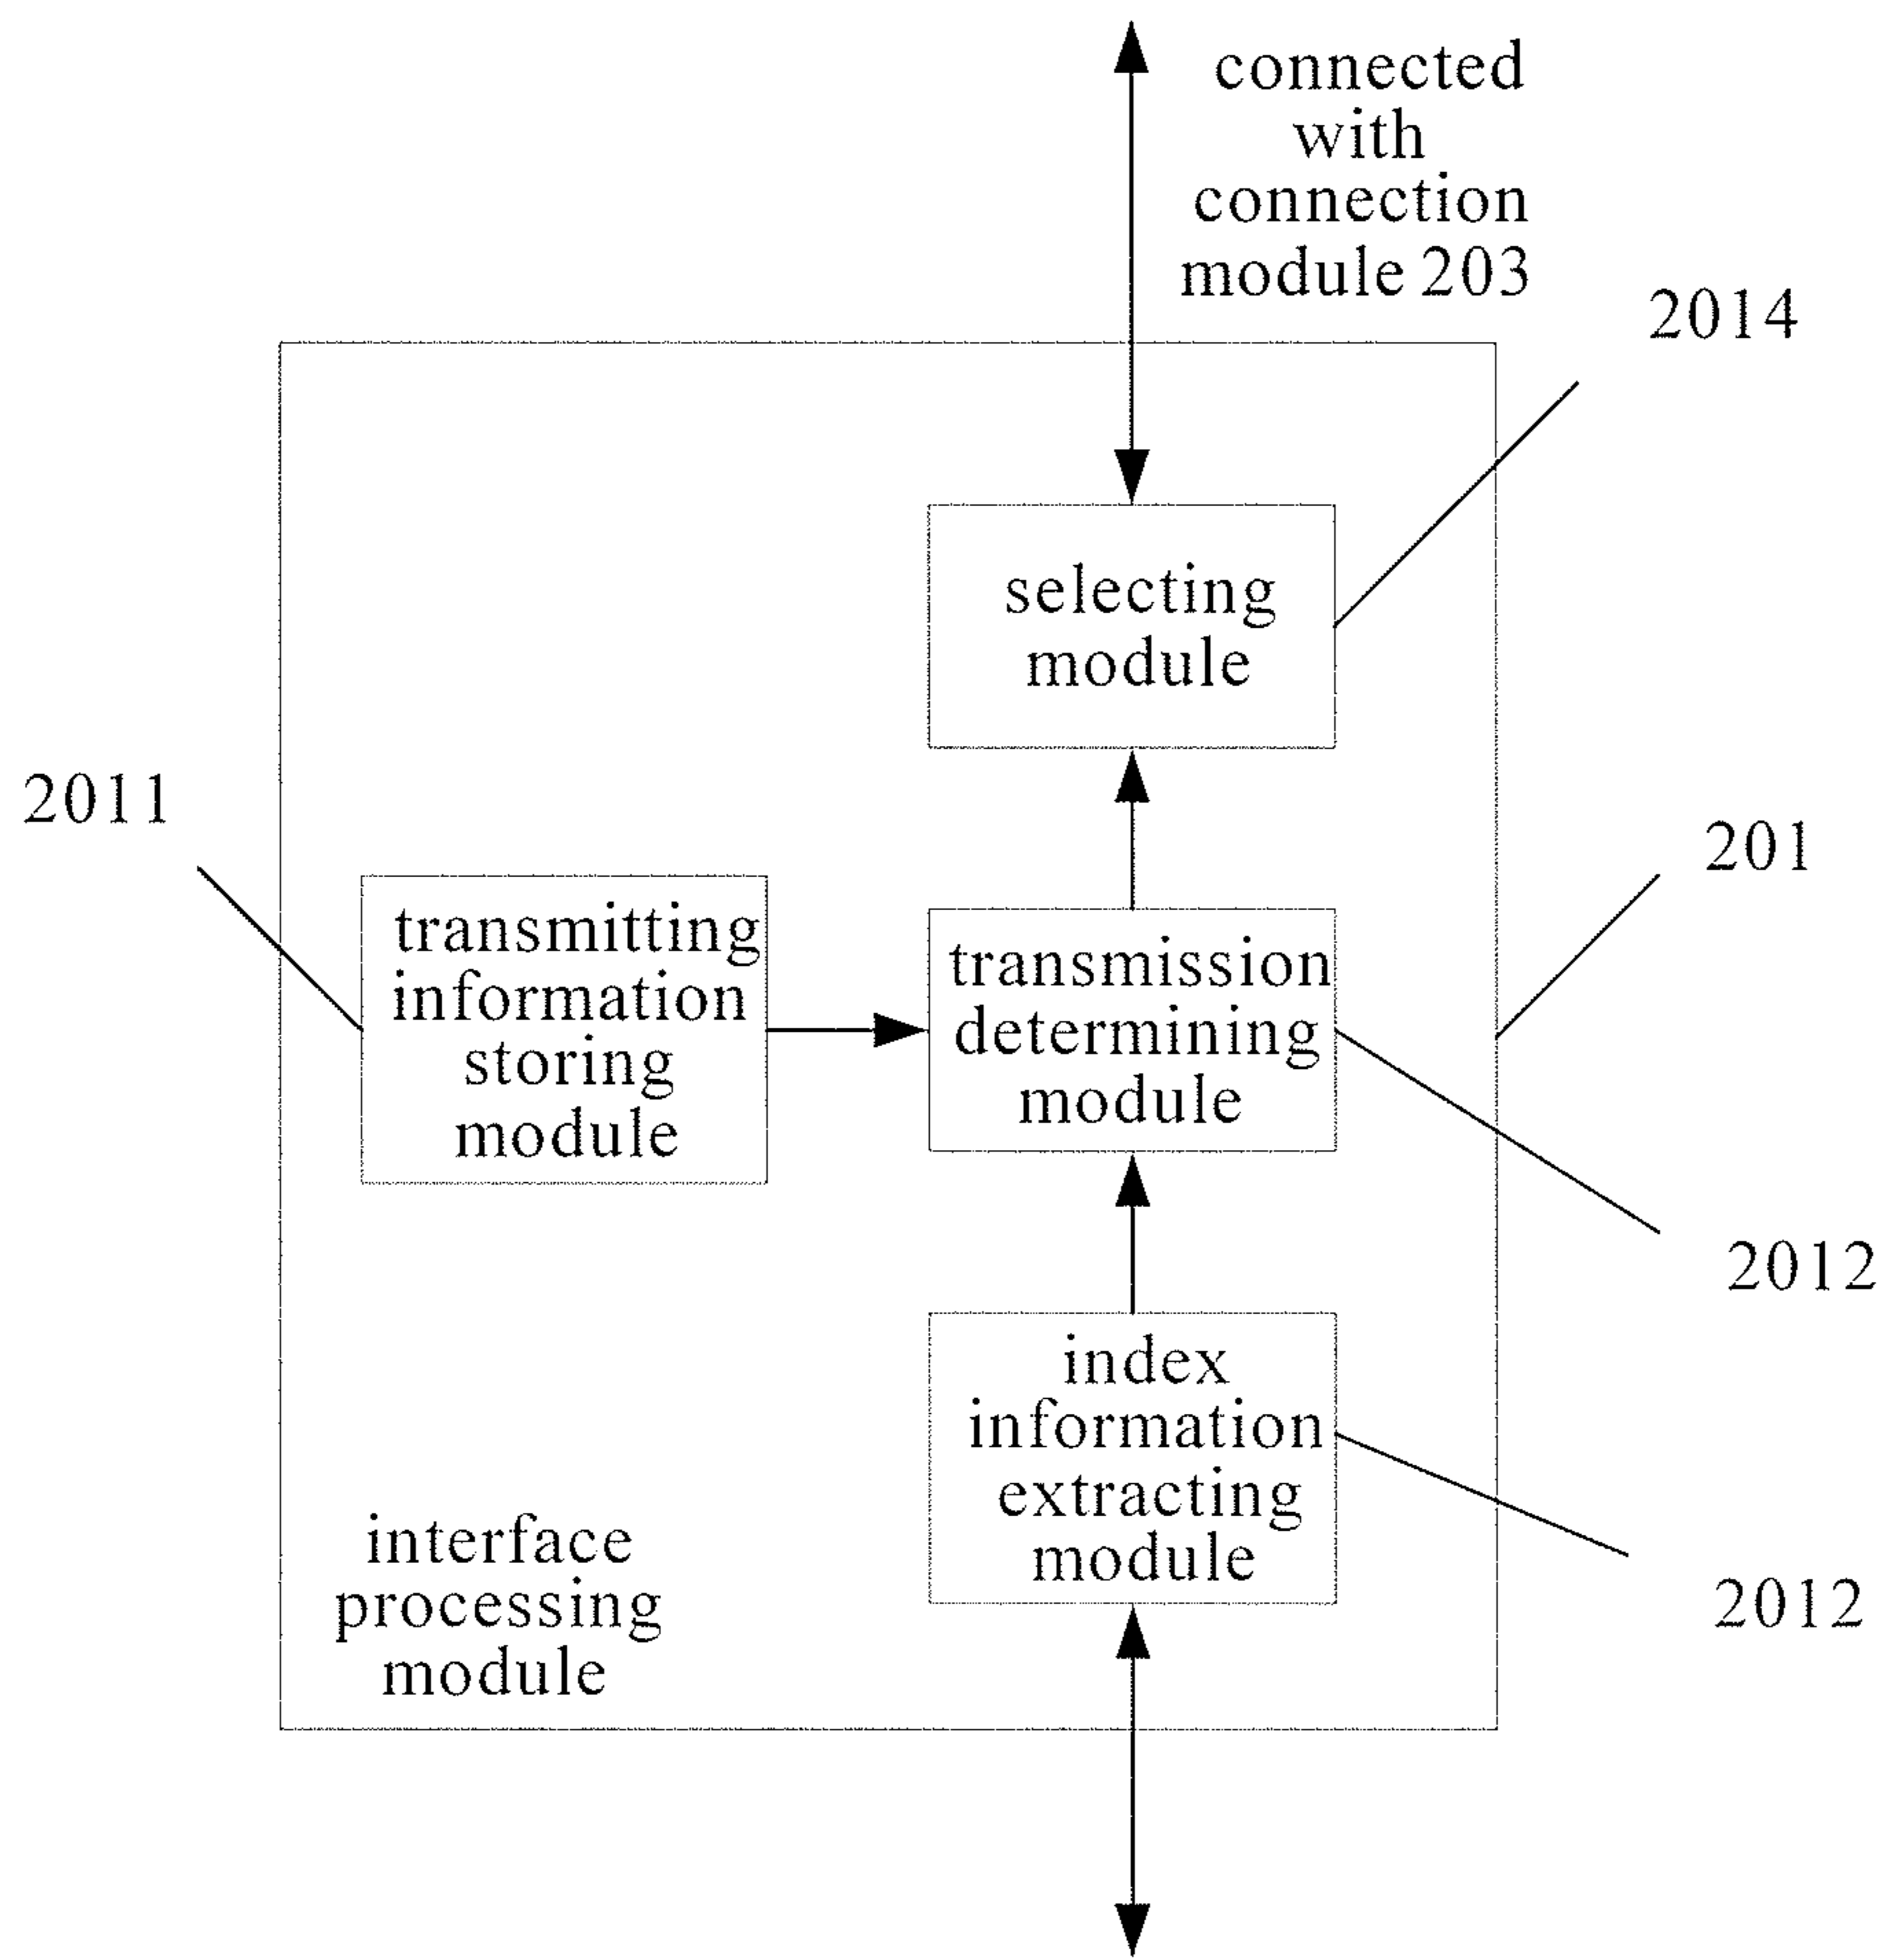 connected
with
connection
module 203
2014
selecting
module
2011
201
transmitting
information
storing
module
transmission
determining
module
2012
index
information
extracting
module
2012
interface
processing
module